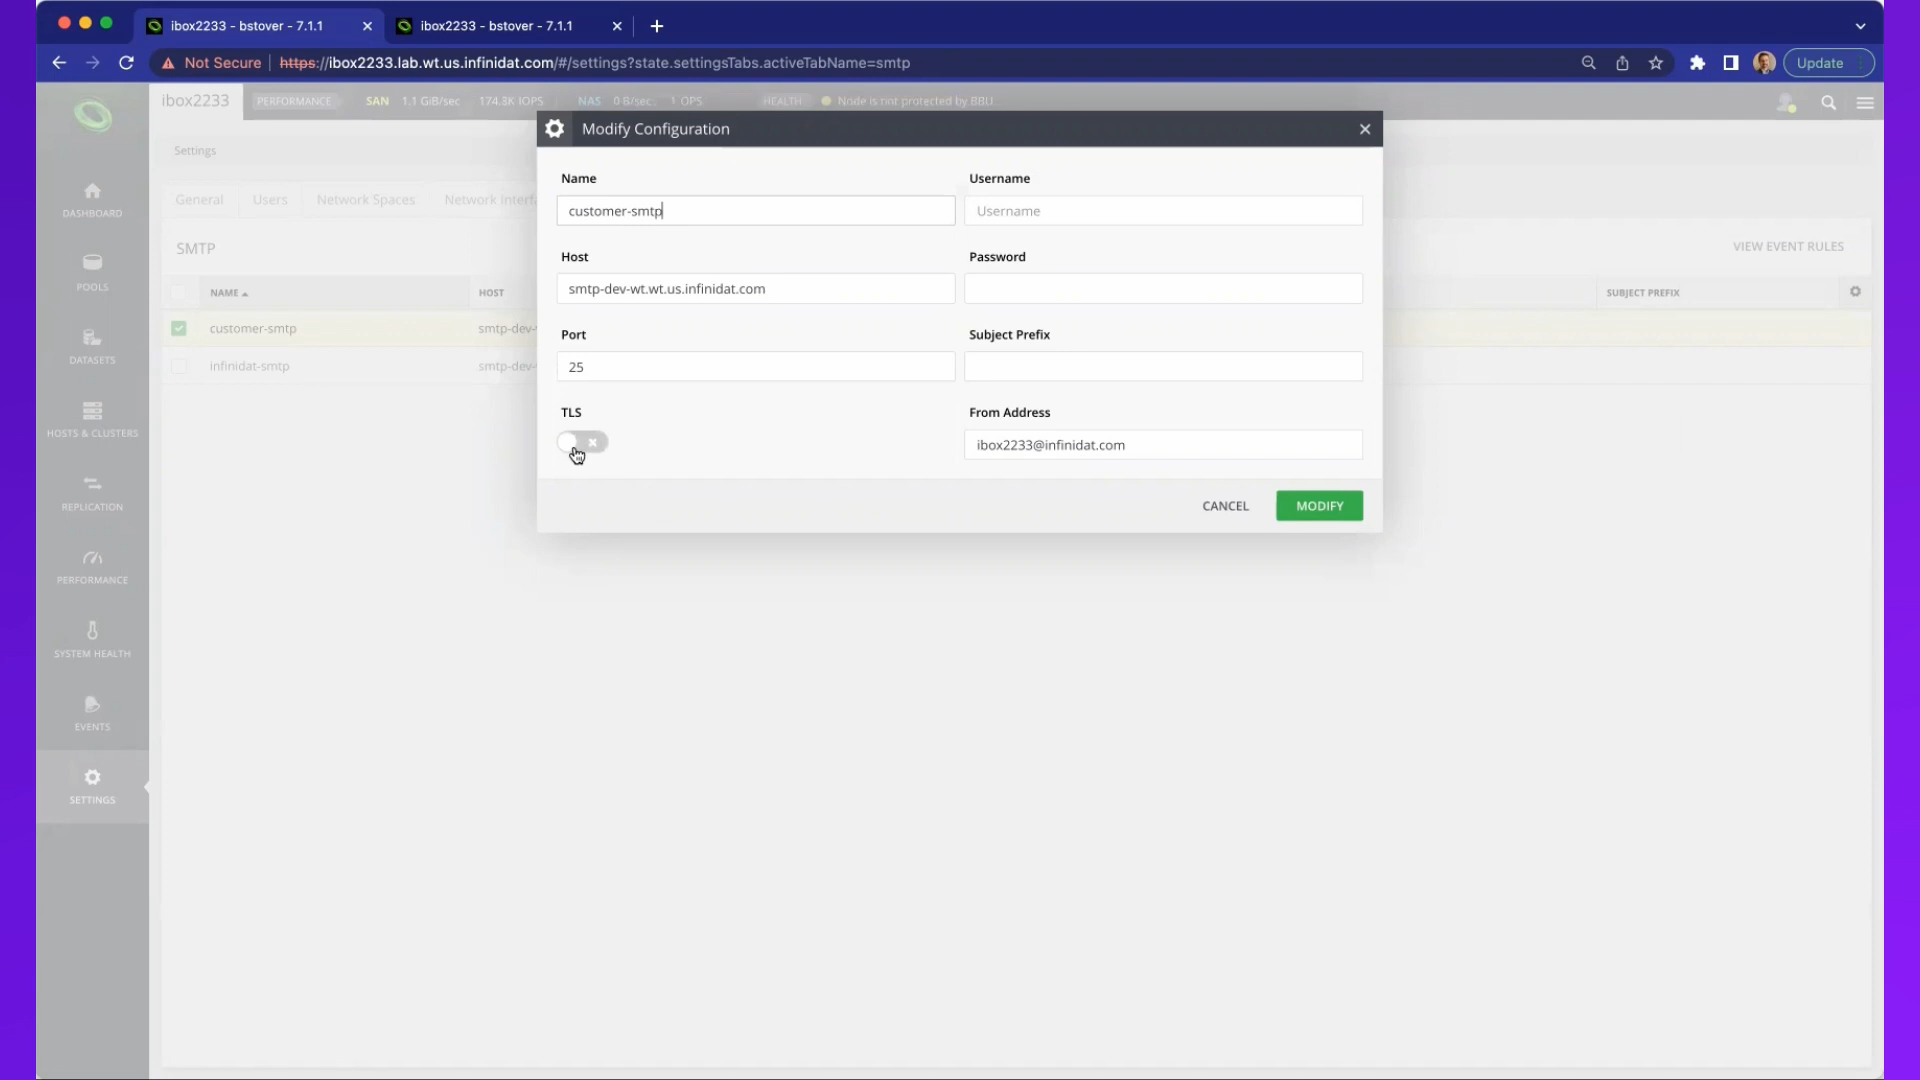 ibox2233 - bstover - 7.1.1
ibox2233 - bstover - 7.1.1
Not Secure
https://ibox2233.lab.wt.us.infinidat.com/#/settings?state.settingsTabs.activeTabName=smtp
Update
ibox2233
PERFORMANCE SAN 1.1 GiB/sec 174.3K IOPS NAS 0 B/sec 1 OPS HEALTH Node is not protected by BBU
Modify Configuration
Settings
General Users Network Spaces Network Interf
SMTP
VIEW EVENT RULES
NAME HOST SUBJECT PREFIX
customer-smtp smtp-dev-
infinidat-smtp smtp-dev-
DASHBOARD
POOLS
DATASETS
HOSTS & CLUSTERS
REPLICATION
PERFORMANCE
SYSTEM HEALTH
EVENTS
SETTINGS
Name
customer-smtp
Username
Username
Host
smtp-dev-wt.wt.us.infinidat.com
Password
Port
25
Subject Prefix
TLS
From Address
ibox2233@infinidat.com
CANCEL
MODIFY